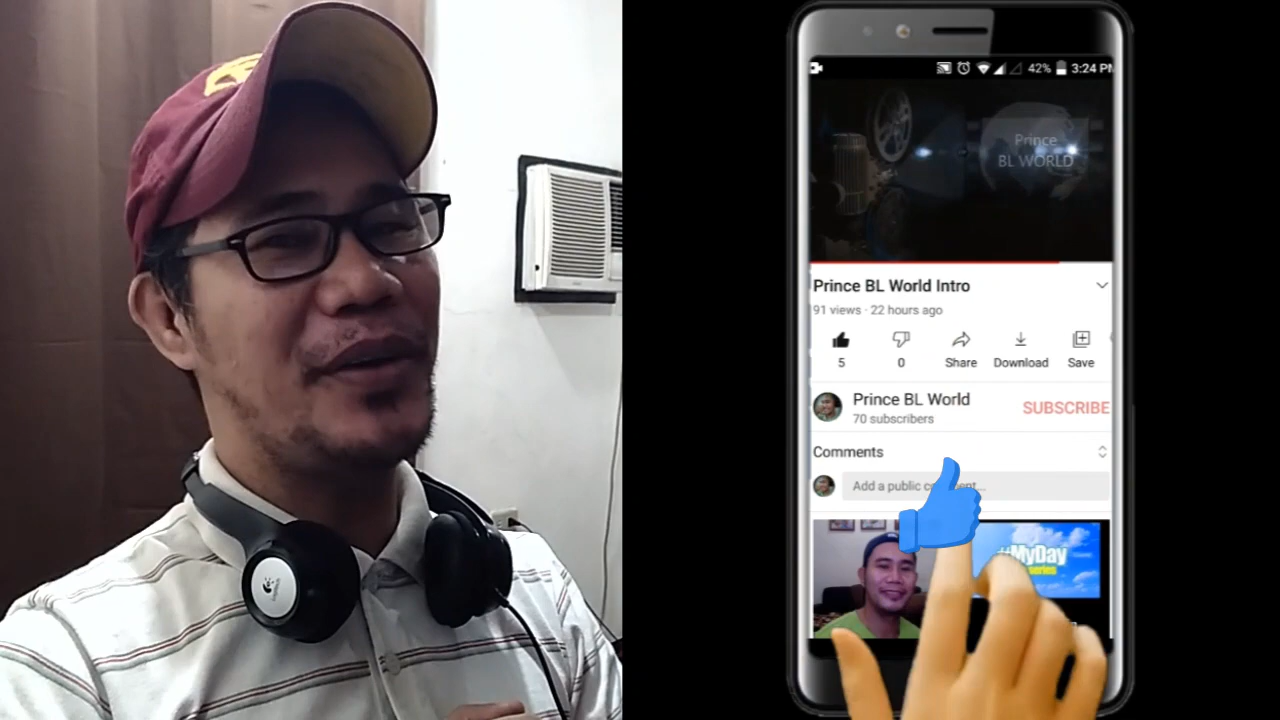 42% 3:24 PM
Prince
BL WORLD
Prince BL World Intro
91 views · 22 hours ago
5
0
Share
Download
Save
Prince BL World
70 subscribers
SUBSCRIBE
Comments
Add a public
#MyDay
series